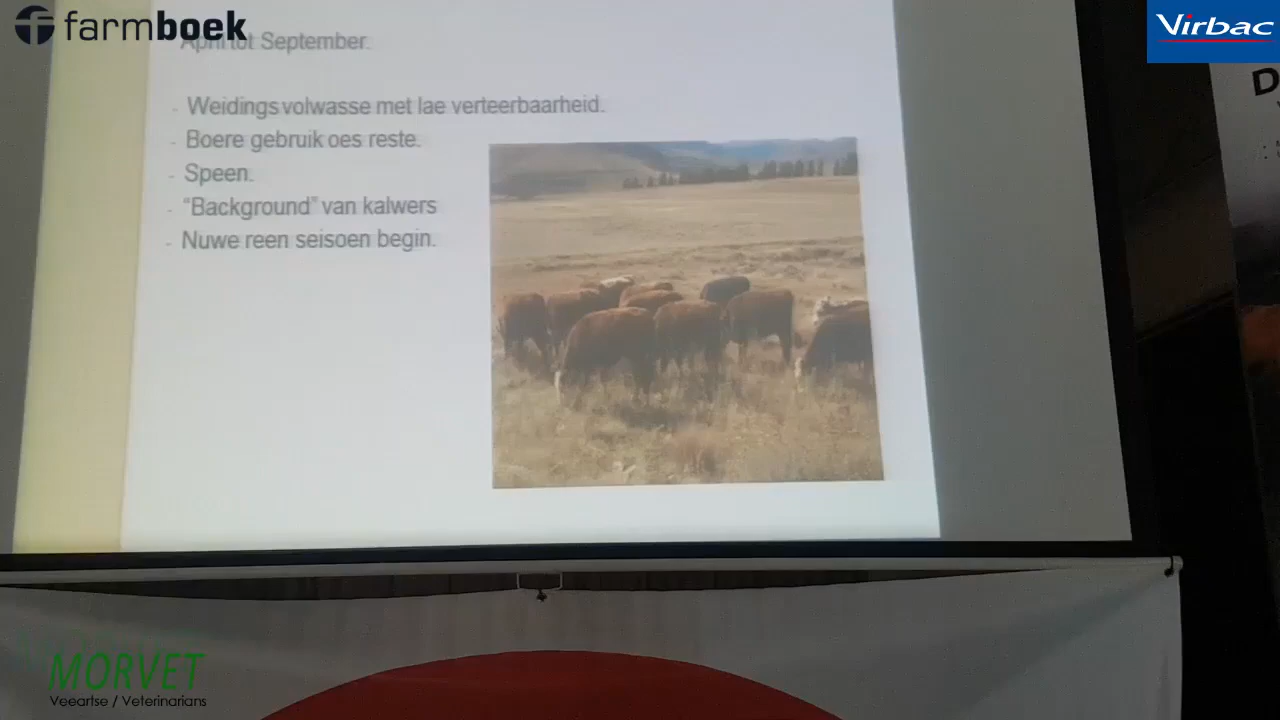 farmboek
Virbac
April tot September.
- Weidings volwasse met lae verteerbaarheid.
- Boere gebruik oes reste.
- Speen.
- “Background” van kalwers
- Nuwe reen seisoen begin.
D
MORVET
Veeartse / Veterinarians